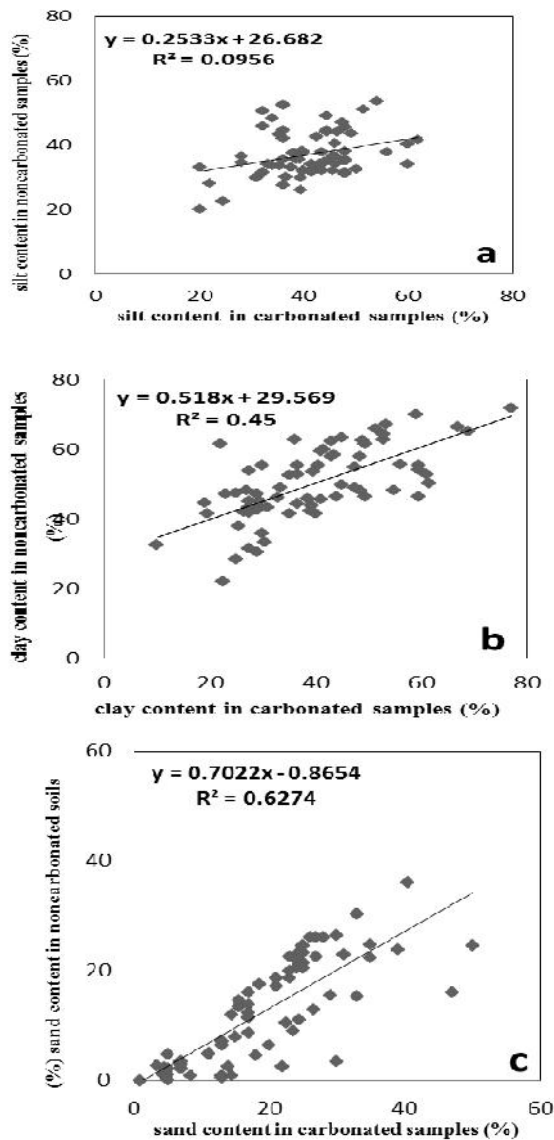 80
y = 0.2533x + 26.682
R² = 0.0956
60
40
20
0
silt content in noncarbonated samples (%)
a
0 20 40 60 80
silt content in carbonated samples (%)
80
y = 0.518x + 29.569
R² = 0.45
60
40
20
0
clay content in noncarbonated samples (%)
b
0 20 40 60 80
clay content in carbonated samples (%)
60
y = 0.7022x - 0.8654
R² = 0.6274
40
20
0
(%) sand content in noncarbonated soils
c
0 20 40 60
sand content in carbonated samples (%)